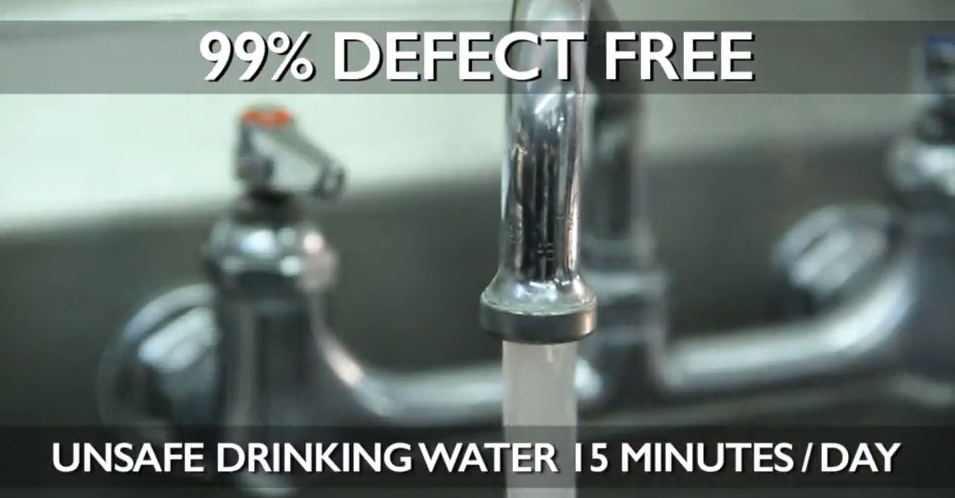 99% DEFECT FREE
UNSAFE DRINKING WATER 15 MINUTES / DAY